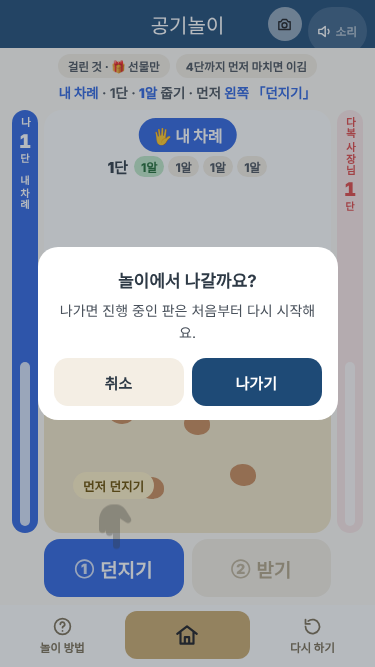 공기놀이
소리
걸린 것 · 🎁 선물만
4단까지 먼저 마치면 이김
내 차례 · 1단 · 1알 줍기 · 먼저 왼쪽 「던지기」
나
1
단
내 차례
🖐 내 차례
1단 1알 1알 1알 1알
다복 사장님
1
단
놀이에서 나갈까요?
나가면 진행 중인 판은 처음부터 다시 시작해
요.
취소
나가기
먼저 던지기
① 던지기
② 받기
놀이 방법
다시 하기